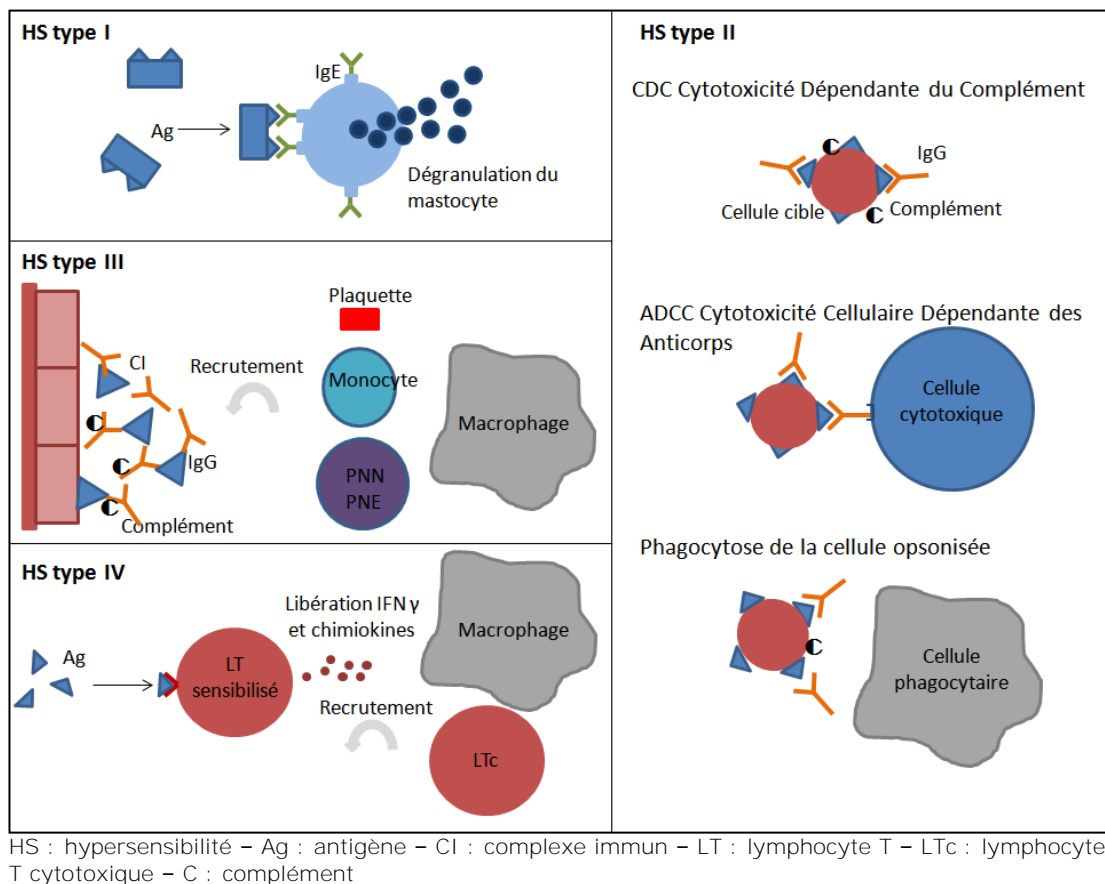 HS type I
IgE
Ag
Dégranulation du
mastocyte
HS type II
CDC Cytotoxicité Dépendante du Complément
c
IgG
Cellule cible
c
Complément
ADCC Cytotoxicité Cellulaire Dépendante des
Anticorps
Cellule
cytotoxique
Phagocytose de la cellule opsonisée
c
Cellule
phagocytaire
HS type III
Plaquette
CI
Recrutement
Monocyte
Macrophage
c
c
IgG
PNN
PNE
c
Complément
HS type IV
Libération IFN γ
et chimiokines
Macrophage
Ag
LT
sensibilisé
Recrutement
LTc
HS : hypersensibilité – Ag : antigène – CI : complexe immun – LT : lymphocyte T – LTc : lymphocyte
T cytotoxique – C : complément